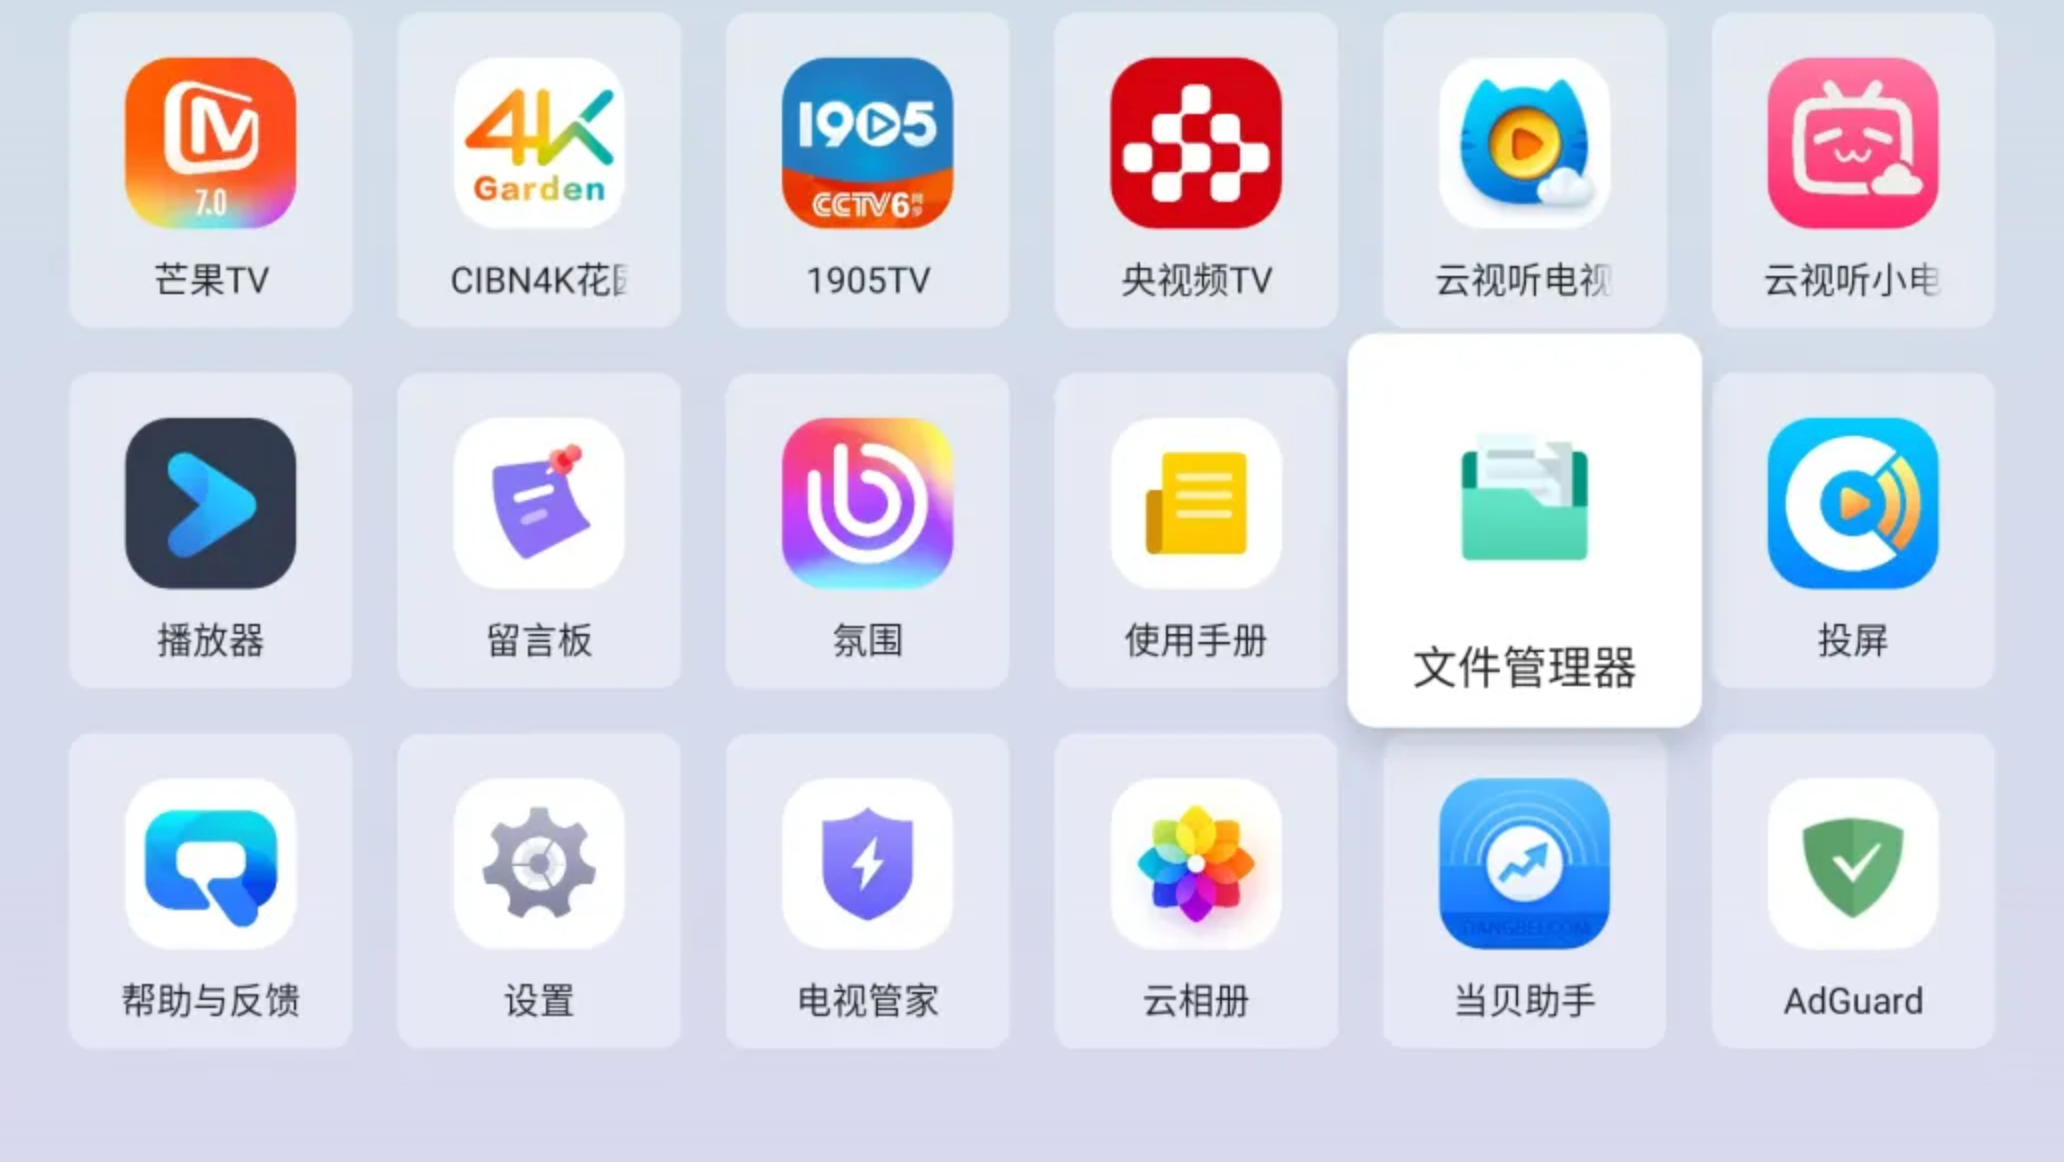 7.0
4K
Garden
1905
CCTV6
芒果TV
CIBN4K花
1905TV
央视频TV
云视听电视
云视听小电
播放器
留言板
氛围
使用手册
文件管理器
投屏
DANGBEI.COM
帮助与反馈
设置
电视管家
云相册
当贝助手
AdGuard